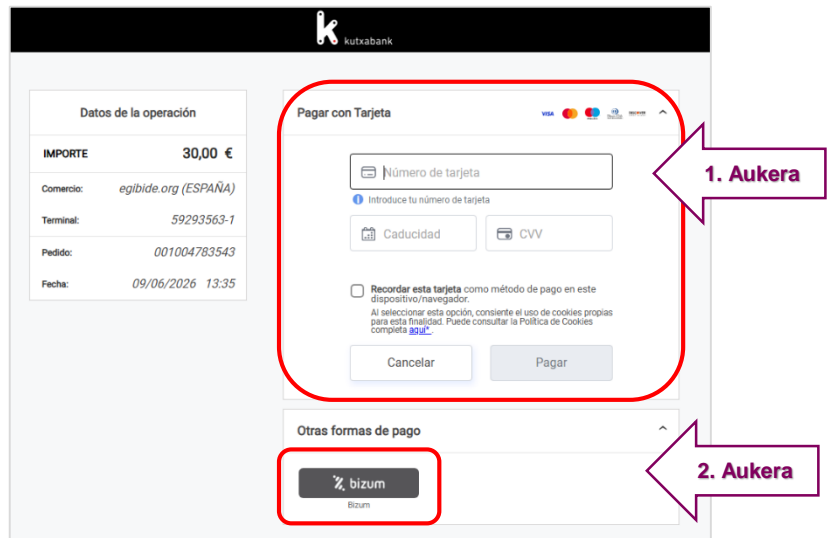 kutxabank
Datos de la operación
IMPORTE 30,00 €
Comercio: egibide.org (ESPAÑA)
Terminal: 59293563-1
Pedido: 001004783543
Fecha: 09/06/2026 13:35
Pagar con Tarjeta
VISA
Número de tarjeta
Introduce tu número de tarjeta
Caducidad CVV
Recordar esta tarjeta como método de pago en este
dispositivo/navegador.
Al seleccionar esta opción, consiente el uso de cookies propias
para esta finalidad. Puede consultar la Política de Cookies
completa aquí*.
Cancelar Pagar
1. Aukera
Otras formas de pago
bizum
Bizum
2. Aukera